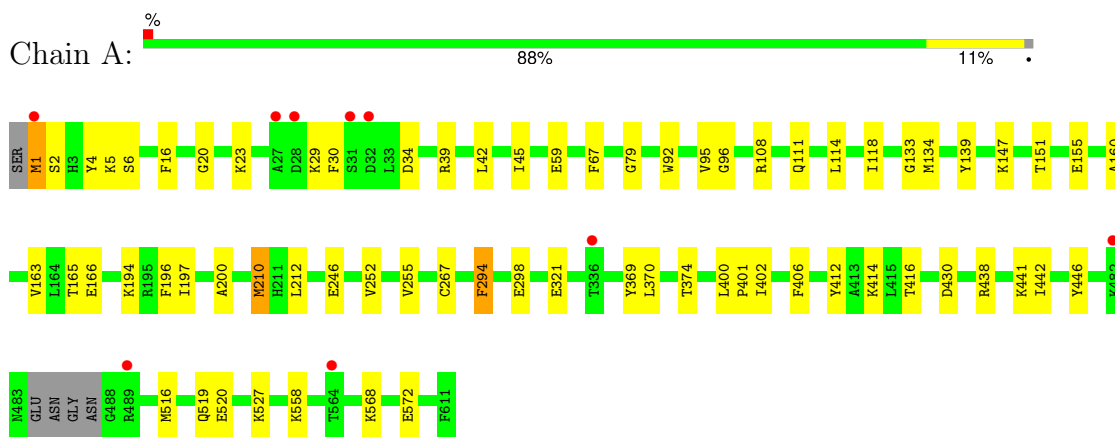 %
Chain A:
88% 11% •
SER M1 S2 H3 Y4 K5 S6 F16 G20 K23 A27 D28 K29 F30 S31 D32 L33 D34 R39 L42 I45 E59 F67 G79 W92 V95 G96 R108 Q111 L114 I118 G133 M134 Y139 K147 T151 E155 A160
V163 L164 T165 E166 K194 R195 F196 I197 A200 M210 H211 L212 E246 V252 V255 C267 F294 E298 E321 T336 Y369 L370 T374 L400 P401 I402 F406 Y412 A413 K414 L415 T416 D430 R438 K441 I442 Y446 K482
N483 GLU ASN GLY ASN G488 R489 M516 Q519 E520 K527 K558 T564 K568 E572 F611